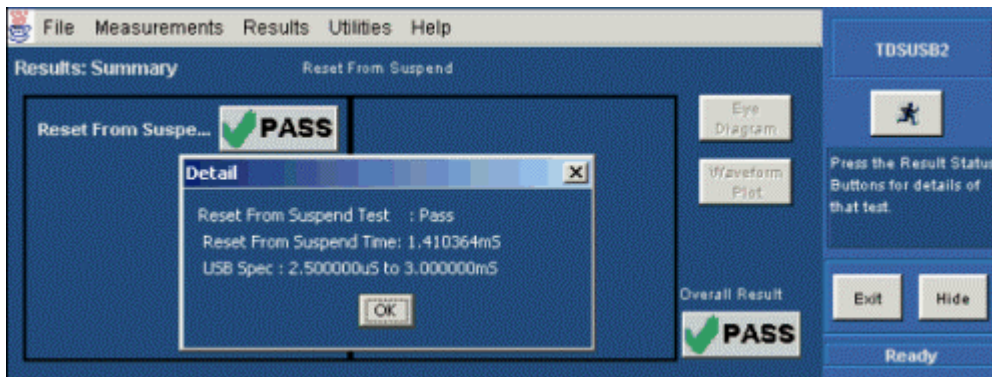 File Measurements Results Utilities Help
Results: Summary
Reset From Suspend
Reset From Suspe...
PASS
Eye
Diagram
Waveform
Plot
Detail
Reset From Suspend Test : Pass
Reset From Suspend Time: 1.410364mS
USB Spec : 2.500000uS to 3.000000mS
OK
Overall Result
PASS
TDSUSB2
Press the Result Status
Buttons for details of
that test.
Exit
Hide
Ready